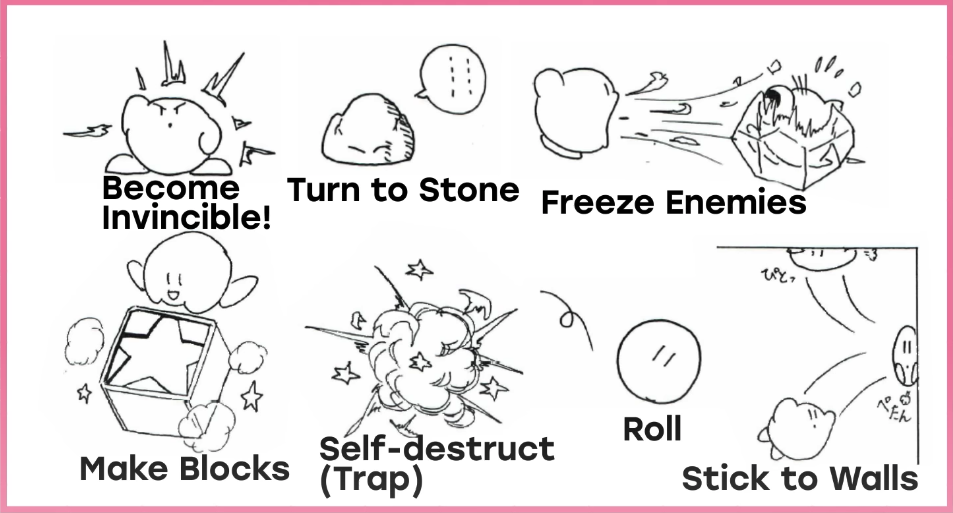 Become
Invincible!
Turn to Stone
Freeze Enemies
ぴとっ
ぺたん
Make Blocks
Self-destruct
(Trap)
Roll
Stick to Walls